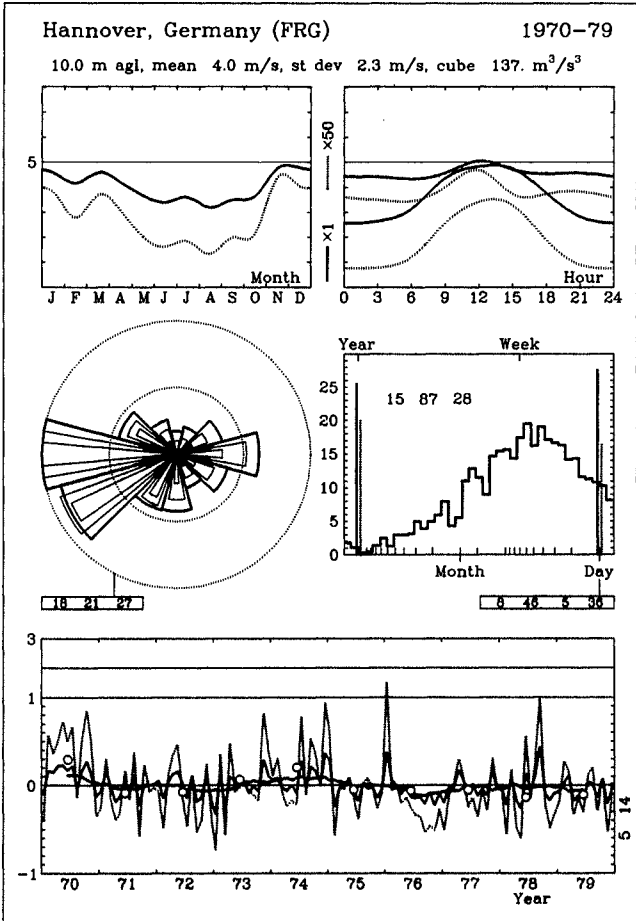 Hannover, Germany (FRG) 1970-79
10.0 m agl, mean 4.0 m/s, st dev 2.3 m/s, cube 137. m³/s³
5
×1 ×50
Month
Hour
J F M A M J J A S O N D
0 3 6 9 12 15 18 21 24
Year Week
25
20
15
10
5
0
15 87 28
Month Day
18 21 27
8 46 5 36
3
1
0
-1
5 14
70 71 72 73 74 75 76 77 78 79
Year